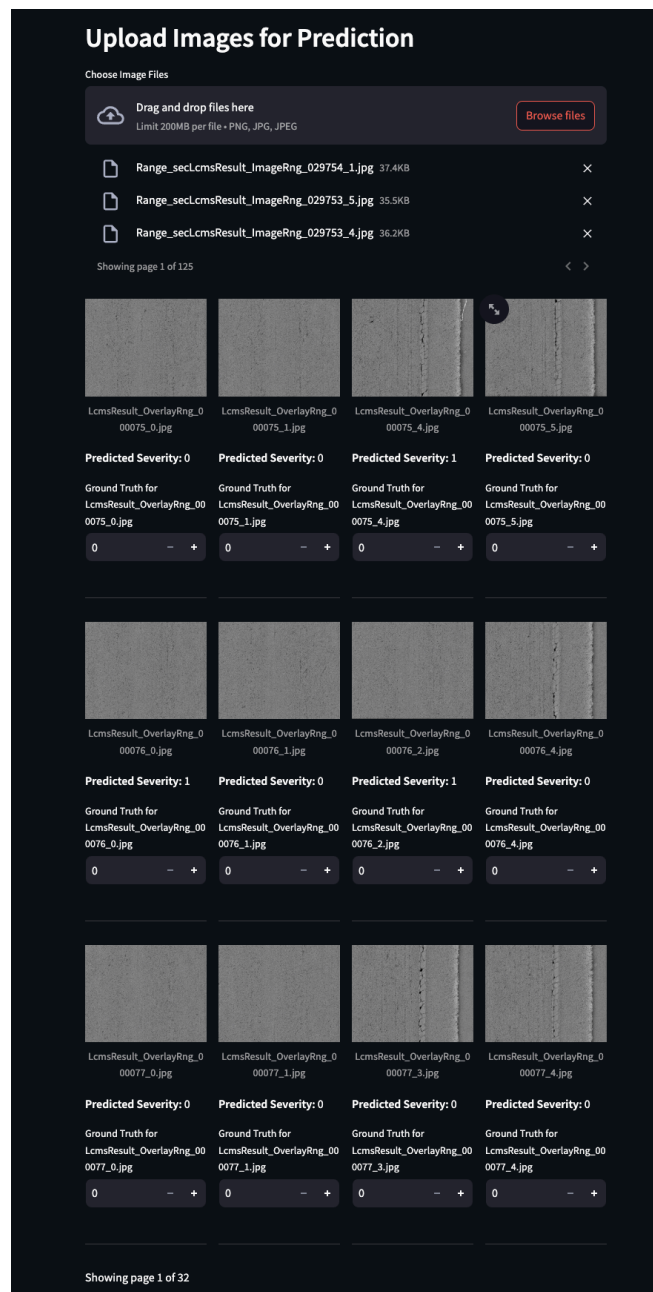 Upload Images for Prediction
Choose Image Files
Drag and drop files here
Limit 200MB per file • PNG, JPG, JPEG
Browse files
Range_secLcmsResult_ImageRng_029754_1.jpg 37.4KB
Range_secLcmsResult_ImageRng_029753_5.jpg 35.5KB
Range_secLcmsResult_ImageRng_029753_4.jpg 36.2KB
Showing page 1 of 125
LcmsResult_OverlayRng_0
00075_0.jpg
Predicted Severity: 0
Ground Truth for
LcmsResult_OverlayRng_00
0075_0.jpg
0 − +
LcmsResult_OverlayRng_0
00075_1.jpg
Predicted Severity: 0
Ground Truth for
LcmsResult_OverlayRng_00
0075_1.jpg
0 − +
LcmsResult_OverlayRng_0
00075_4.jpg
Predicted Severity: 1
Ground Truth for
LcmsResult_OverlayRng_00
0075_4.jpg
0 − +
LcmsResult_OverlayRng_0
00075_5.jpg
Predicted Severity: 0
Ground Truth for
LcmsResult_OverlayRng_00
0075_5.jpg
0 − +
LcmsResult_OverlayRng_0
00076_0.jpg
Predicted Severity: 1
Ground Truth for
LcmsResult_OverlayRng_00
0076_0.jpg
0 − +
LcmsResult_OverlayRng_0
00076_1.jpg
Predicted Severity: 0
Ground Truth for
LcmsResult_OverlayRng_00
0076_1.jpg
0 − +
LcmsResult_OverlayRng_0
00076_2.jpg
Predicted Severity: 1
Ground Truth for
LcmsResult_OverlayRng_00
0076_2.jpg
0 − +
LcmsResult_OverlayRng_0
00076_4.jpg
Predicted Severity: 0
Ground Truth for
LcmsResult_OverlayRng_00
0076_4.jpg
0 − +
LcmsResult_OverlayRng_0
00077_0.jpg
Predicted Severity: 0
Ground Truth for
LcmsResult_OverlayRng_00
0077_0.jpg
0 − +
LcmsResult_OverlayRng_0
00077_1.jpg
Predicted Severity: 0
Ground Truth for
LcmsResult_OverlayRng_00
0077_1.jpg
0 − +
LcmsResult_OverlayRng_0
00077_3.jpg
Predicted Severity: 0
Ground Truth for
LcmsResult_OverlayRng_00
0077_3.jpg
0 − +
LcmsResult_OverlayRng_0
00077_4.jpg
Predicted Severity: 0
Ground Truth for
LcmsResult_OverlayRng_00
0077_4.jpg
0 − +
Showing page 1 of 32